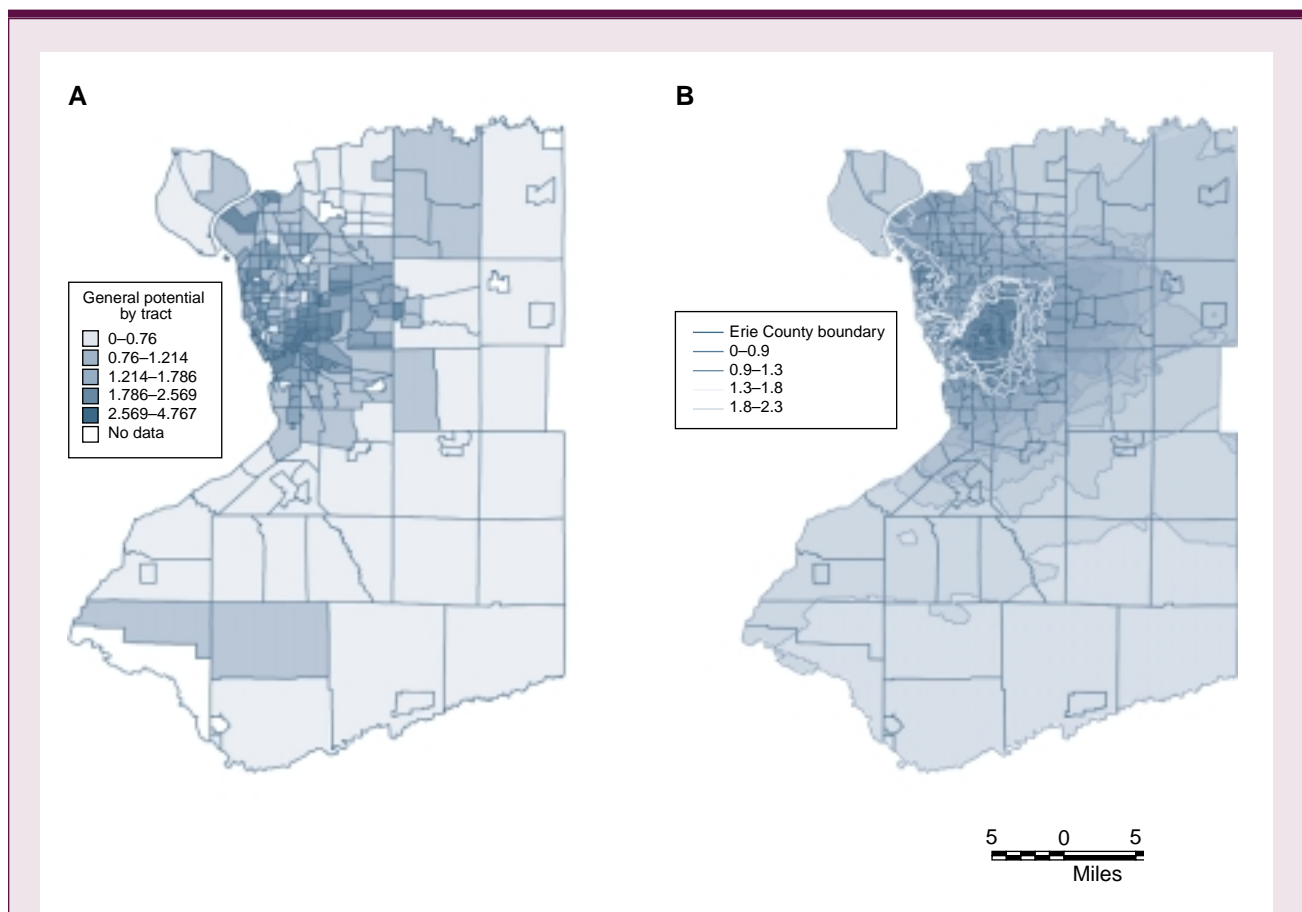 A
General potential
by tract
0–0.76
0.76–1.214
1.214–1.786
1.786–2.569
2.569–4.767
No data
B
Erie County boundary
0–0.9
0.9–1.3
1.3–1.8
1.8–2.3
5 0 5
Miles